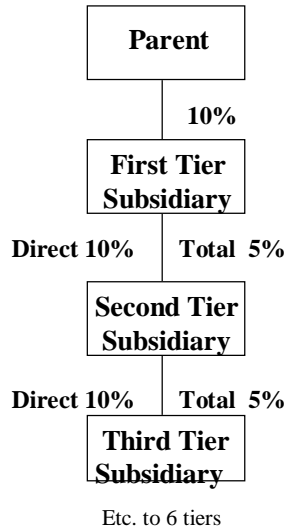 Parent
10%
First Tier
Subsidiary
Direct 10% Total 5%
Second Tier
Subsidiary
Direct 10% Total 5%
Third Tier
Subsidiary
Etc. to 6 tiers